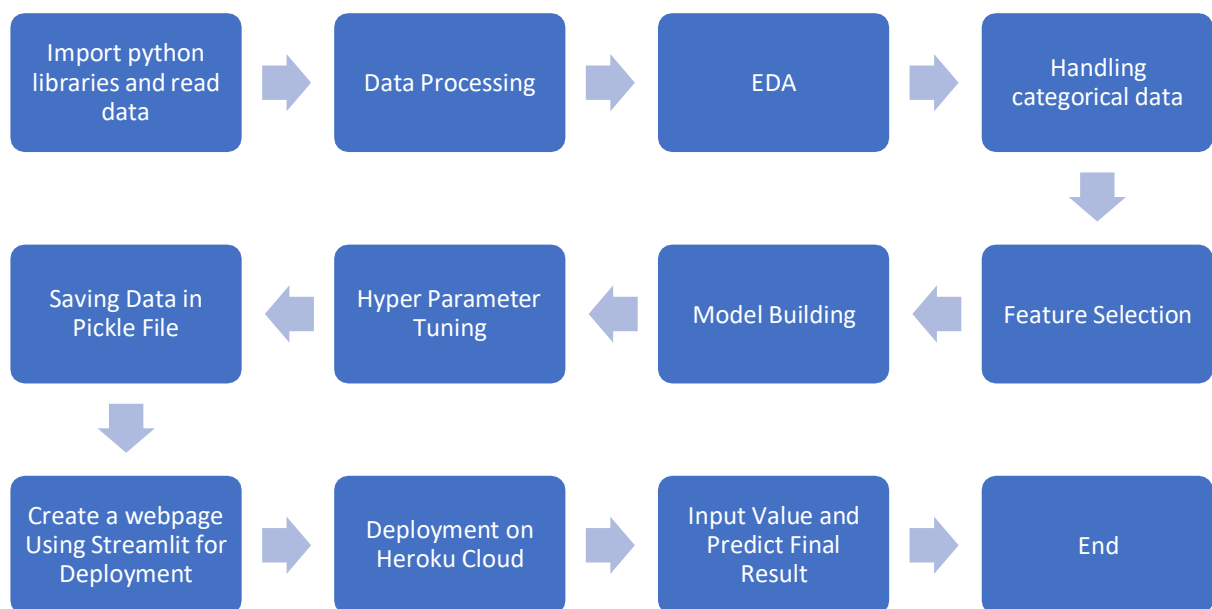 Import python
libraries and read
data
Data Processing
EDA
Handling
categorical data
Feature Selection
Model Building
Hyper Parameter
Tuning
Saving Data in
Pickle File
Create a webpage
Using Streamlit for
Deployment
Deployment on
Heroku Cloud
Input Value and
Predict Final
Result
End